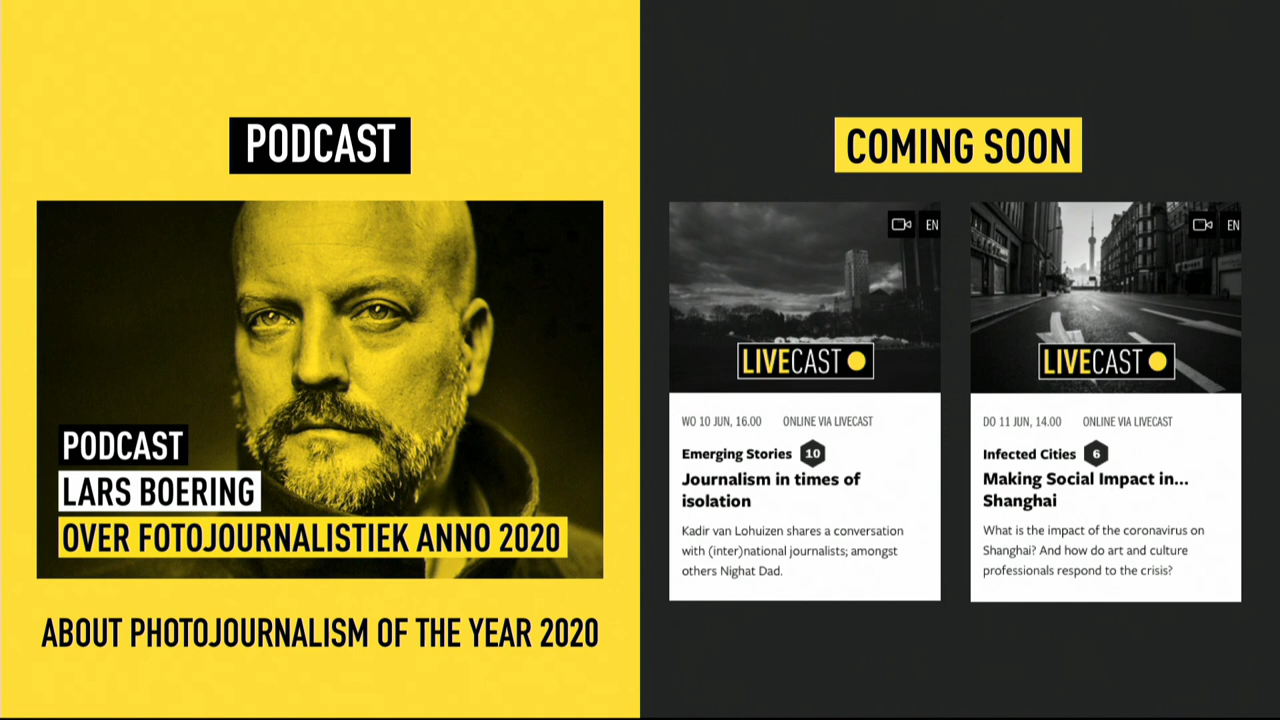 PODCAST
PODCAST
LARS BOERING
OVER FOTOJOURNALISTIEK ANNO 2020
ABOUT PHOTOJOURNALISM OF THE YEAR 2020
COMING SOON
EN
LIVECAST
WO 10 JUN, 16.00 ONLINE VIA LIVECAST
Emerging Stories 10
Journalism in times of
isolation
Kadir van Lohuizen shares a conversation
with (inter)national journalists; amongst
others Nighat Dad.
EN
LIVECAST
DO 11 JUN, 14.00 ONLINE VIA LIVECAST
Infected Cities 6
Making Social Impact in...
Shanghai
What is the impact of the coronavirus on
Shanghai? And how do art and culture
professionals respond to the crisis?